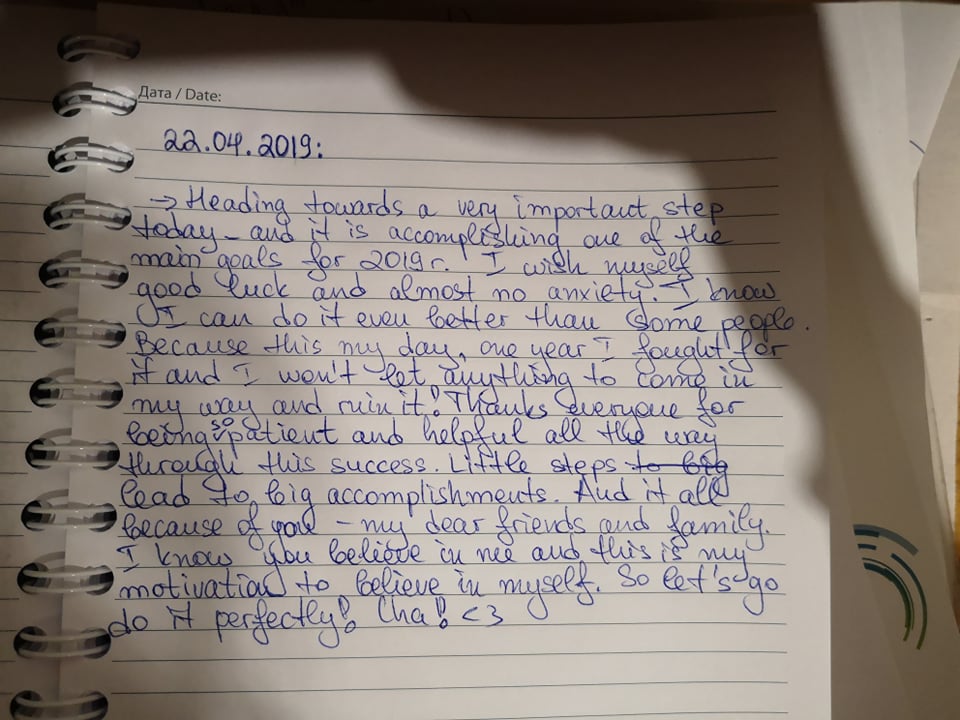 Дата / Date:
22.04.2019:
→ Heading towards a very important step
today - and it is accomplishing one of the
main goals for 2019 г. I wish myself
good luck and almost no anxiety. I know
I can do it even better than some people.
Because this my day, one year I fought for
it and I won't let anything to come in
my way and ruin it! Thanks everyone for
being so patient and helpful all the way
through this success. Little steps to big
lead to big accomplishments. And it all
because of you - my dear friends and family.
I know you believe in me and this is my
motivation to believe in myself. So let's go
do it perfectly! Cha! <3